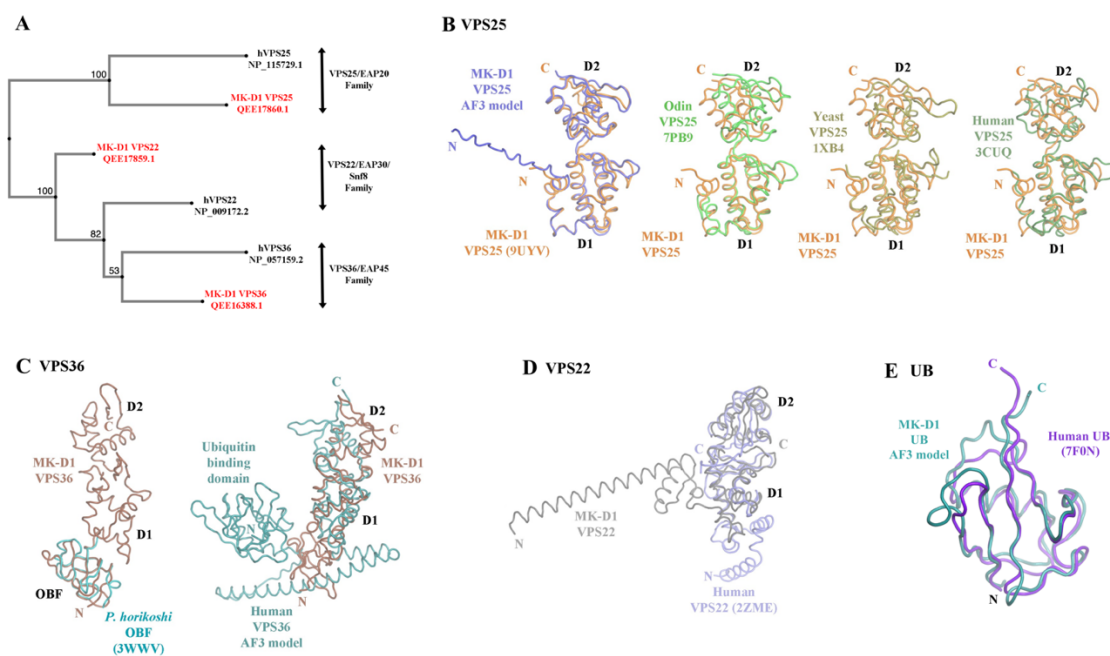 A
hVPS25
NP_115729.1
100
MK-D1 VPS25
QEE17860.1
VPS25/EAP20
Family
MK-D1 VPS22
QEE17859.1
100
VPS22/EAP30/
Snf8
Family
hVPS22
NP_009172.2
82
hVPS36
NP_057159.2
53
VPS36/EAP45
Family
MK-D1 VPS36
QEE16388.1
B VPS25
MK-D1
VPS25
AF3 model
C
D2
N
N
D1
MK-D1
VPS25 (9UYV)
C
D2
Odin
VPS25
7PB9
N
D1
MK-D1
VPS25
C
D2
Yeast
VPS25
1XB4
N
D1
MK-D1
VPS25
C
D2
Human
VPS25
3CUQ
N
D1
MK-D1
VPS25
C VPS36
D2
C
MK-D1
VPS36
D1
OBF
N
P. horikoshi
OBF
(3WWV)
C
D2
C
Ubiquitin
binding
domain
MK-D1
VPS36
D1
N
N
Human
VPS36
AF3 model
D VPS22
D2
C
C
D1
MK-D1
VPS22
N
N
Human
VPS22 (2ZME)
E UB
C
C
MK-D1
UB
AF3 model
Human UB
(7F0N)
N